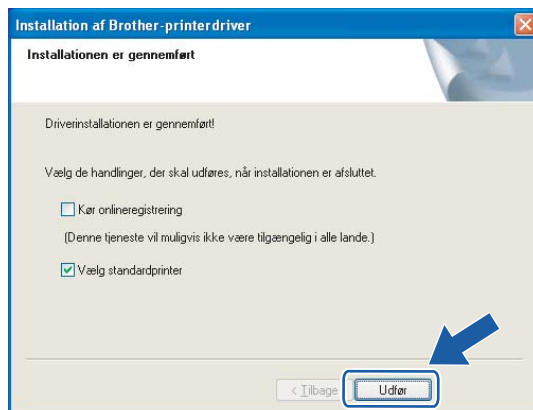 Installation af Brother-printerdriver
Installationen er gennemført
Driverinstallationen er gennemført!
Vælg de handlinger, der skal udføres, når installationen er afsluttet.
Kør onlineregistrering
(Denne tjeneste vil muligvis ikke være tilgængelig i alle lande.)
Vælg standardprinter
< Tilbage
Udfør